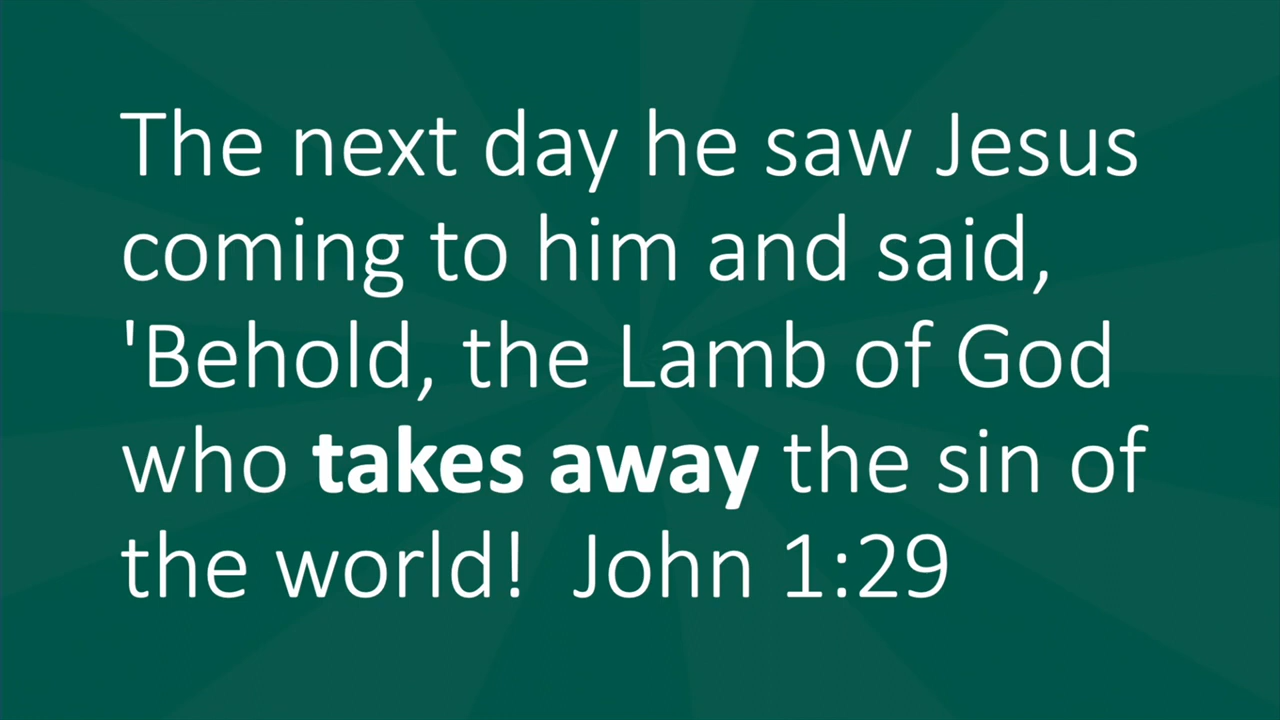 The next day he saw Jesus
coming to him and said,
'Behold, the Lamb of God
who takes away the sin of
the world!  John 1:29